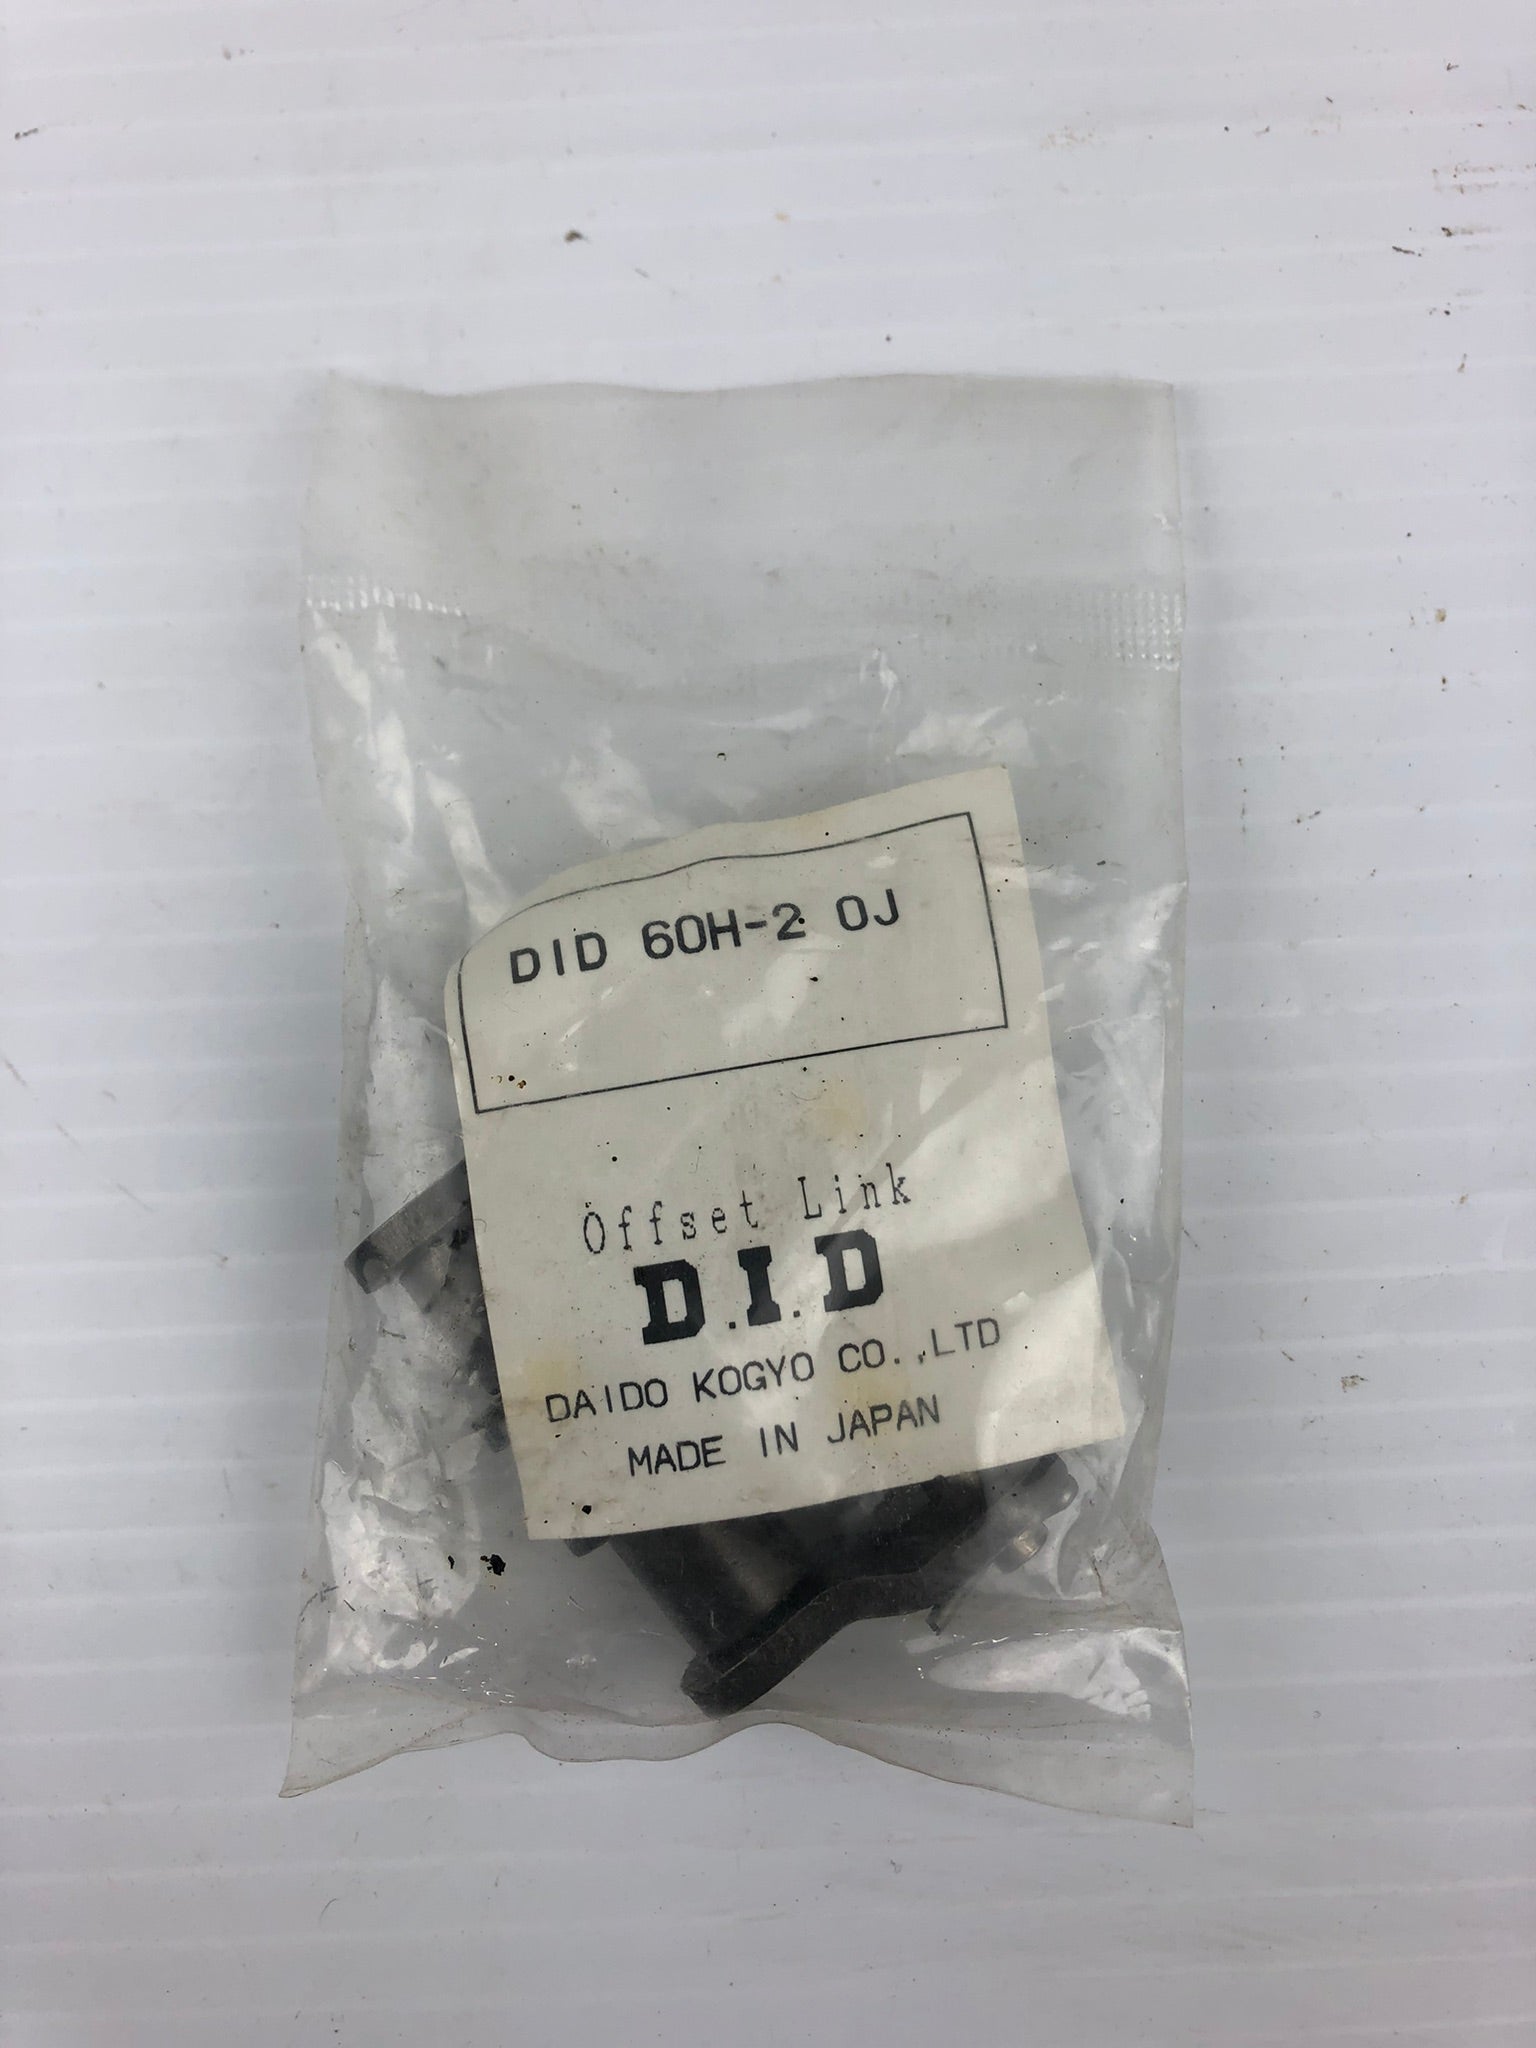 DID 60H-2 OJ
Offset Link
D.I.D
DAIDO KOGYO CO.,LTD
MADE IN JAPAN